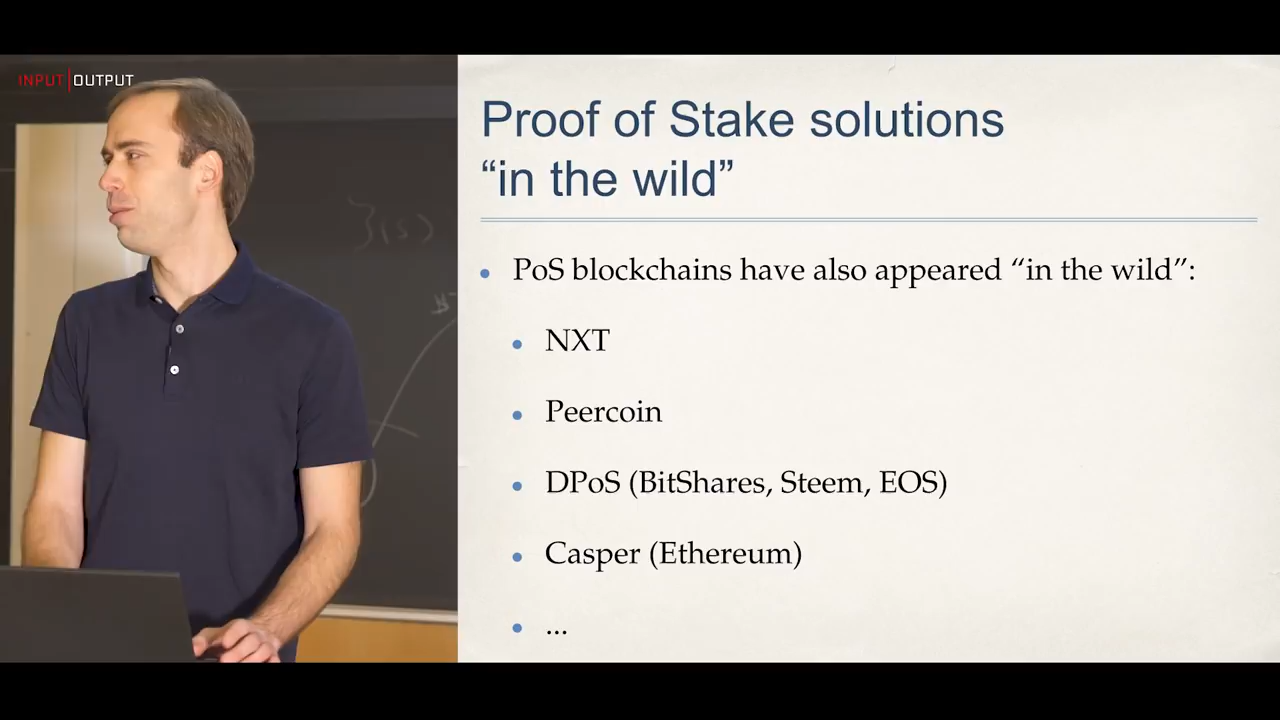 INPUT|OUTPUT
Proof of Stake solutions
“in the wild”
PoS blockchains have also appeared “in the wild”:
NXT
Peercoin
DPoS (BitShares, Steem, EOS)
Casper (Ethereum)
...